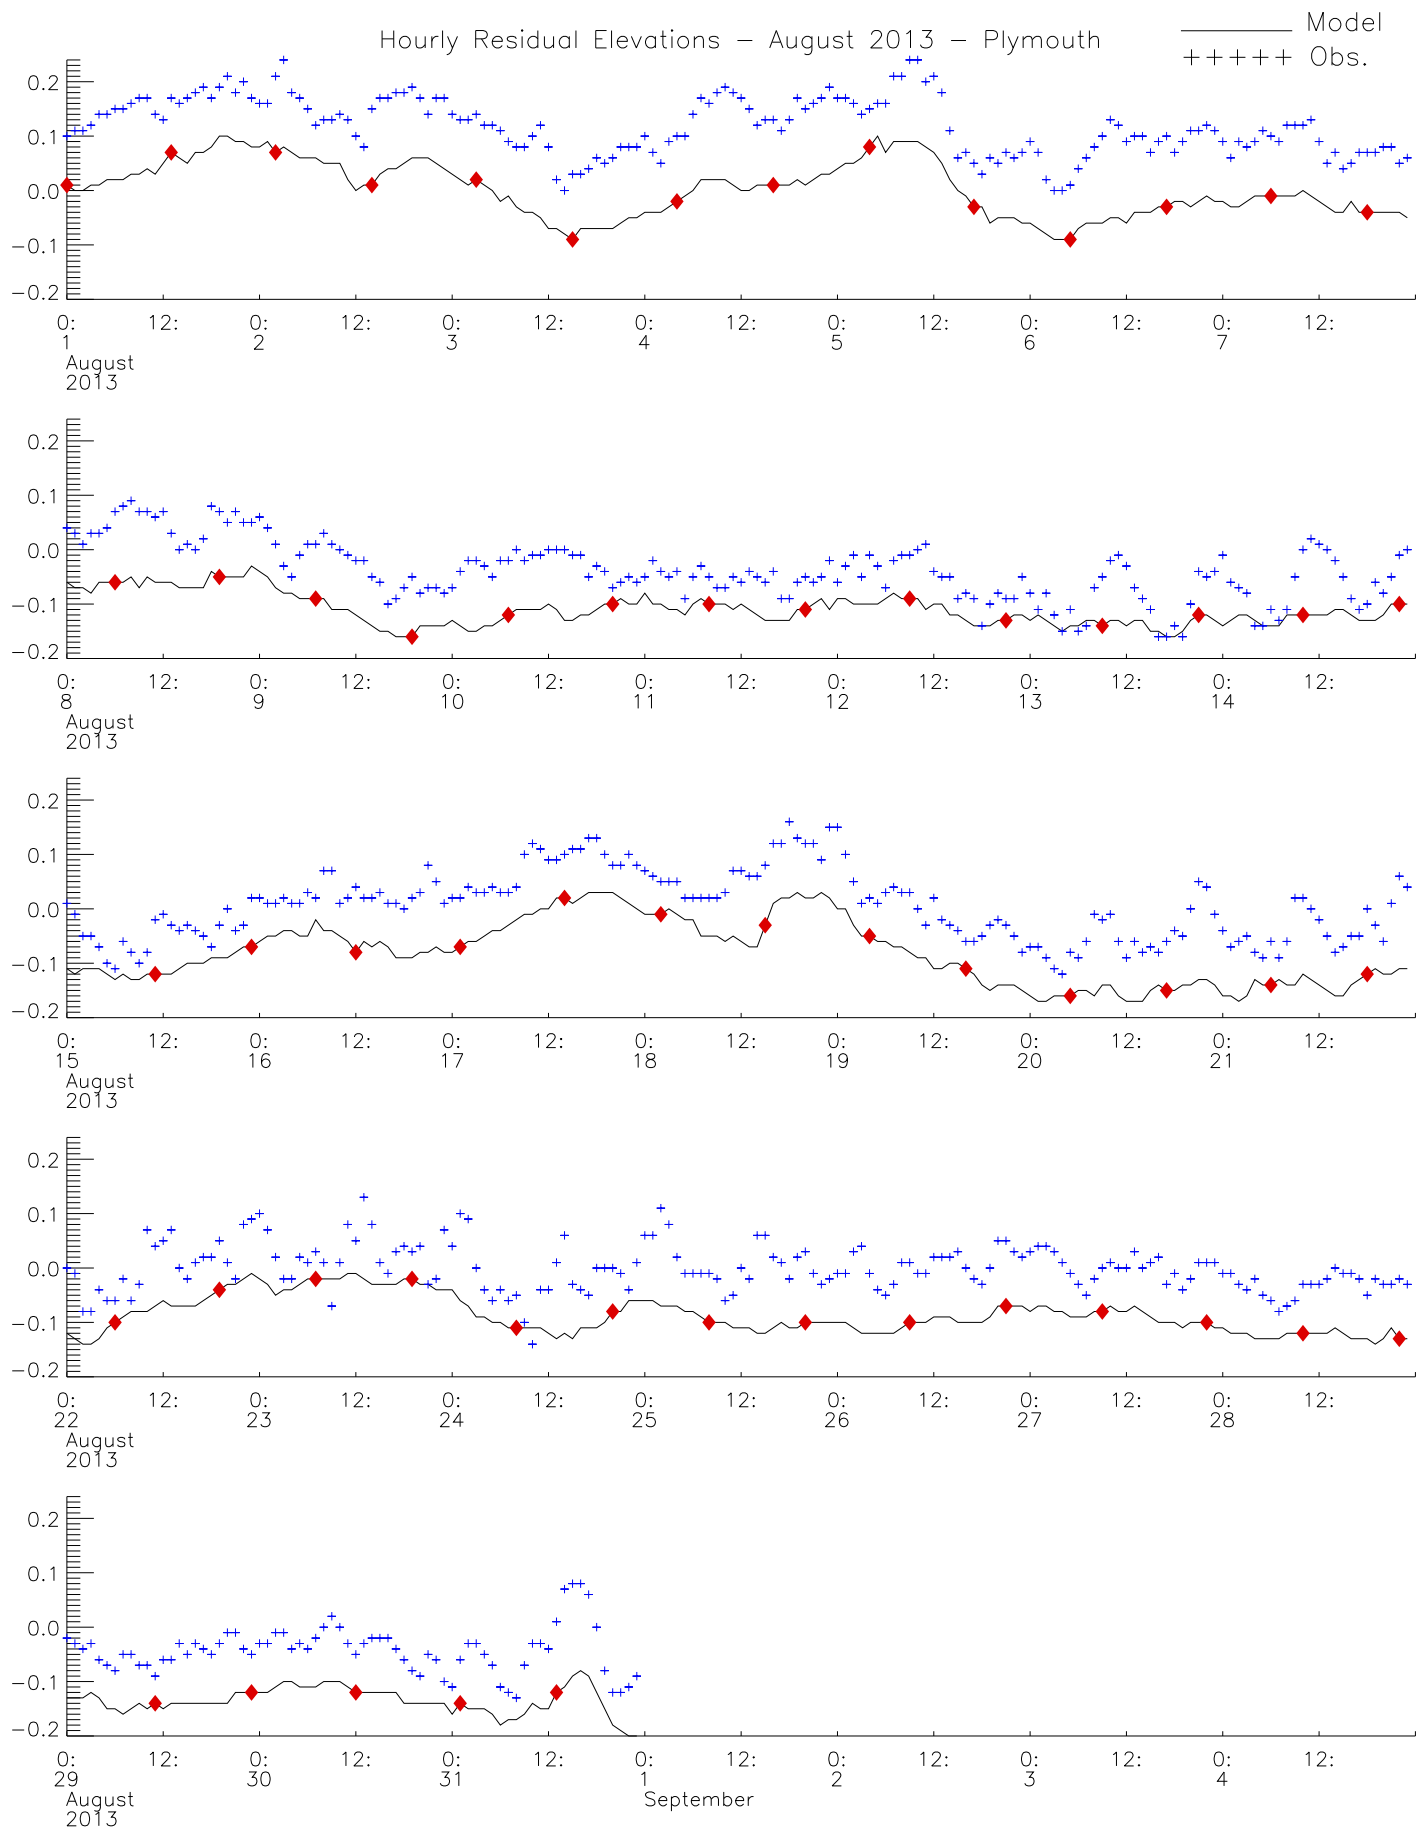 Hourly Residual Elevations – August 2013 – Plymouth
Model
+++++ Obs.
0.2
0.1
0.0
−0.1
−0.2
0: 12: 0: 12: 0: 12: 0: 12: 0: 12: 0: 12: 0: 12:
1 2 3 4 5 6 7
August
2013
0.2
0.1
0.0
−0.1
−0.2
0: 12: 0: 12: 0: 12: 0: 12: 0: 12: 0: 12: 0: 12:
8 9 10 11 12 13 14
August
2013
0.2
0.1
0.0
−0.1
−0.2
0: 12: 0: 12: 0: 12: 0: 12: 0: 12: 0: 12: 0: 12:
15 16 17 18 19 20 21
August
2013
0.2
0.1
0.0
−0.1
−0.2
0: 12: 0: 12: 0: 12: 0: 12: 0: 12: 0: 12: 0: 12:
22 23 24 25 26 27 28
August
2013
0.2
0.1
0.0
−0.1
−0.2
0: 12: 0: 12: 0: 12: 0: 12: 0: 12: 0: 12: 0: 12:
29 30 31 1 2 3 4
August September
2013